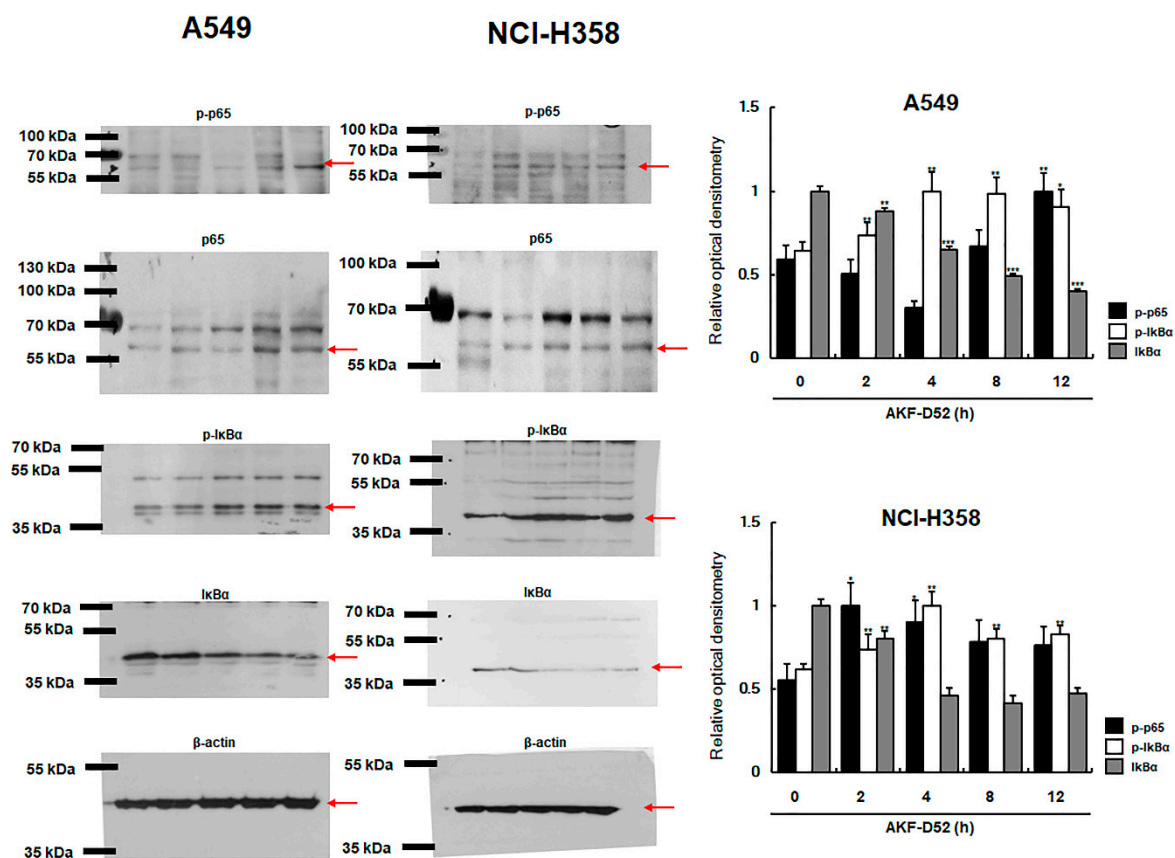 A549
p-p65
100 kDa
70 kDa
55 kDa
p65
130 kDa
100 kDa
70 kDa
55 kDa
p-IκBα
70 kDa
55 kDa
35 kDa
IκBα
70 kDa
55 kDa
35 kDa
β-actin
55 kDa
35 kDa
NCI-H358
p-p65
100 kDa
70 kDa
55 kDa
p65
100 kDa
70 kDa
55 kDa
p-IκBα
70 kDa
55 kDa
35 kDa
IκBα
70 kDa
55 kDa
35 kDa
β-actin
55 kDa
35 kDa
A549
Relative optical densitometry
1.5
1
0.5
0
** ** ** ** ** *
*** *** ***
p-p65
p-IkBα
IkBα
0 2 4 8 12
AKF-D52 (h)
NCI-H358
Relative optical densitometry
1.5
1
0.5
0
* ** ** * ** ** **
p-p65
p-IkBα
IkBα
0 2 4 8 12
AKF-D52 (h)